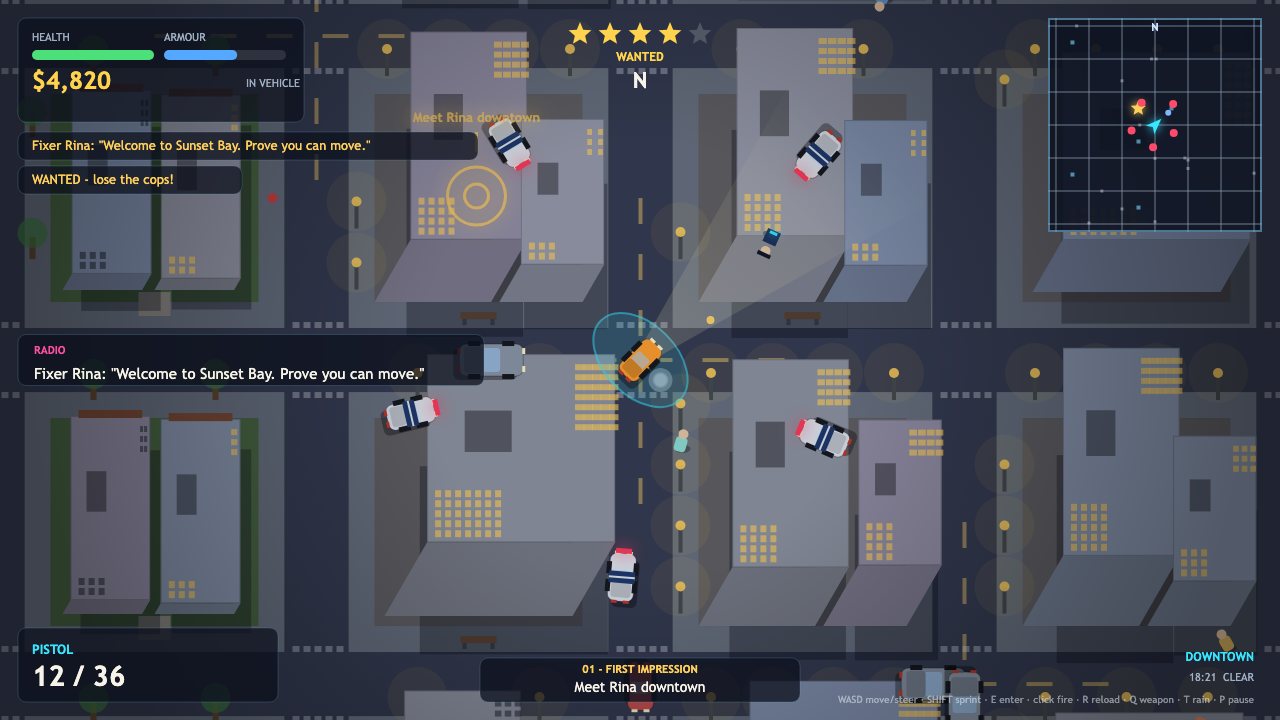 HEALTH
ARMOUR
$4,820
IN VEHICLE
WANTED
N
N
Meet Rina downtown
Fixer Rina: "Welcome to Sunset Bay. Prove you can move."
WANTED - lose the cops!
RADIO
Fixer Rina: "Welcome to Sunset Bay. Prove you can move."
PISTOL
12 / 36
01 - FIRST IMPRESSION
Meet Rina downtown
DOWNTOWN
18:21 CLEAR
WASD move/steer · SHIFT sprint · E enter · click fire · R reload · Q weapon · T ram · P pause